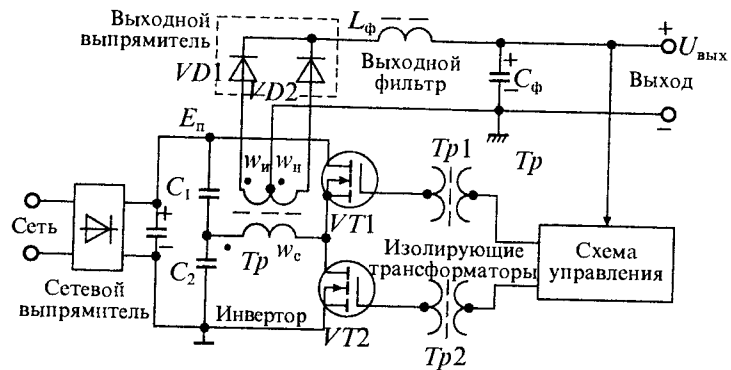 Выходной
выпрямитель
VD1
VD2
Lф
Выходной
фильтр
+
−
Cф
+
Uвых
Выход
−
Eп
C1
wи
wн
Tp1
Tp
VT1
Сеть
+
−
C2
Tp
wс
Изолирующие
трансформаторы
Схема
управления
Сетевой
выпрямитель
Инвертор
VT2
Tp2